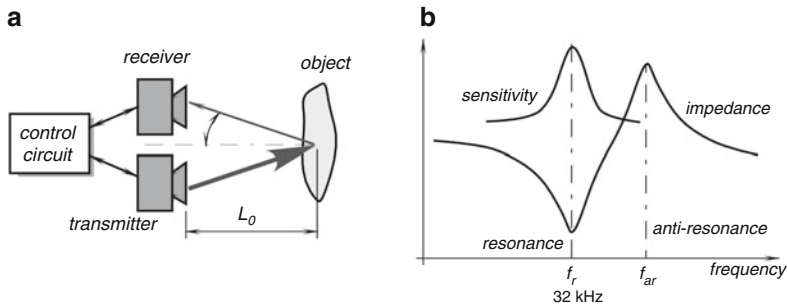 a
receiver
object
control
circuit
transmitter
L0
b
sensitivity
impedance
resonance
anti-resonance
fr
far
frequency
32 kHz